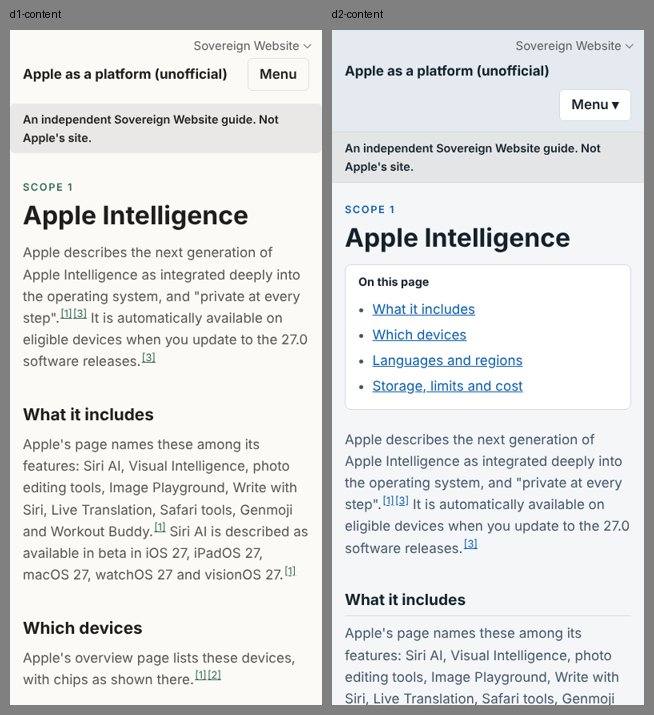 d1-content
Sovereign Website
Apple as a platform (unofficial)
Menu
An independent Sovereign Website guide. Not
Apple's site.
SCOPE 1
Apple Intelligence
Apple describes the next generation of
Apple Intelligence as integrated deeply into
the operating system, and "private at every
step".[1][3] It is automatically available on
eligible devices when you update to the 27.0
software releases.[3]
What it includes
Apple's page names these among its
features: Siri AI, Visual Intelligence, photo
editing tools, Image Playground, Write with
Siri, Live Translation, Safari tools, Genmoji
and Workout Buddy.[1] Siri AI is described as
available in beta in iOS 27, iPadOS 27,
macOS 27, watchOS 27 and visionOS 27.[1]
Which devices
Apple's overview page lists these devices,
with chips as shown there.[1][2]
d2-content
Sovereign Website
Apple as a platform (unofficial)
Menu ▾
An independent Sovereign Website guide. Not
Apple's site.
SCOPE 1
Apple Intelligence
On this page
• What it includes
• Which devices
• Languages and regions
• Storage, limits and cost
Apple describes the next generation of
Apple Intelligence as integrated deeply into
the operating system, and "private at every
step".[1][3] It is automatically available on
eligible devices when you update to the 27.0
software releases.[3]
What it includes
Apple's page names these among its
features: Siri AI, Visual Intelligence, photo
editing tools, Image Playground, Write with
Siri, Live Translation, Safari tools, Genmoji